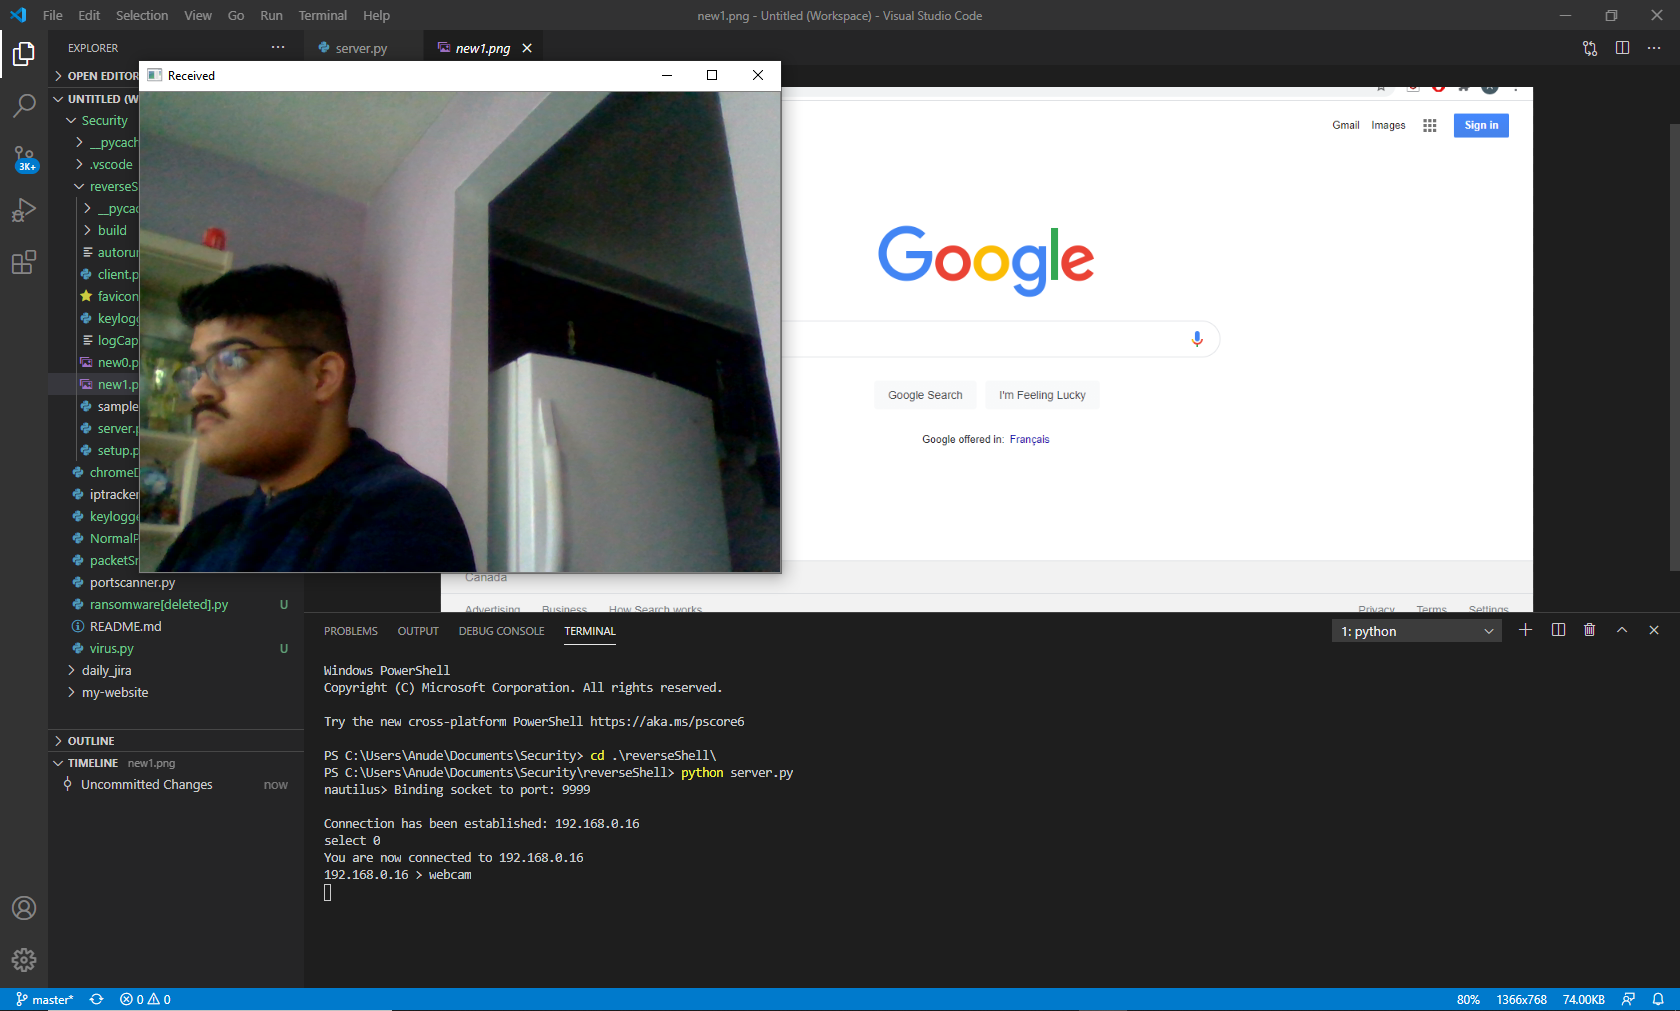 File Edit Selection View Go Run Terminal Help
new1.png - Untitled (Workspace) - Visual Studio Code
EXPLORER
server.py
new1.png
OPEN EDITOR
UNTITLED (W
Security
__pycach
.vscode
reverseS
__pycac
build
autorun
client.p
favicon
keylogg
logCap
new0.p
new1.p
sample
server.p
setup.p
chromeD
iptracker
keylogge
NormalP
packetSn
portscanner.py
ransomware[deleted].py U
README.md
virus.py U
daily_jira
my-website
OUTLINE
TIMELINE new1.png
Uncommitted Changes now
3K+
Received
Gmail Images Sign in
Google
Google Search I'm Feeling Lucky
Google offered in: Français
Canada
Advertising Business How Search works Privacy Terms Settings
PROBLEMS OUTPUT DEBUG CONSOLE TERMINAL 1: python
Windows PowerShell
Copyright (C) Microsoft Corporation. All rights reserved.
Try the new cross-platform PowerShell https://aka.ms/pscore6
PS C:\Users\Anude\Documents\Security> cd .\reverseShell\
PS C:\Users\Anude\Documents\Security\reverseShell> python server.py
nautilus> Binding socket to port: 9999
Connection has been established: 192.168.0.16
select 0
You are now connected to 192.168.0.16
192.168.0.16 > webcam
master* 0 0 80% 1366x768 74.00KB